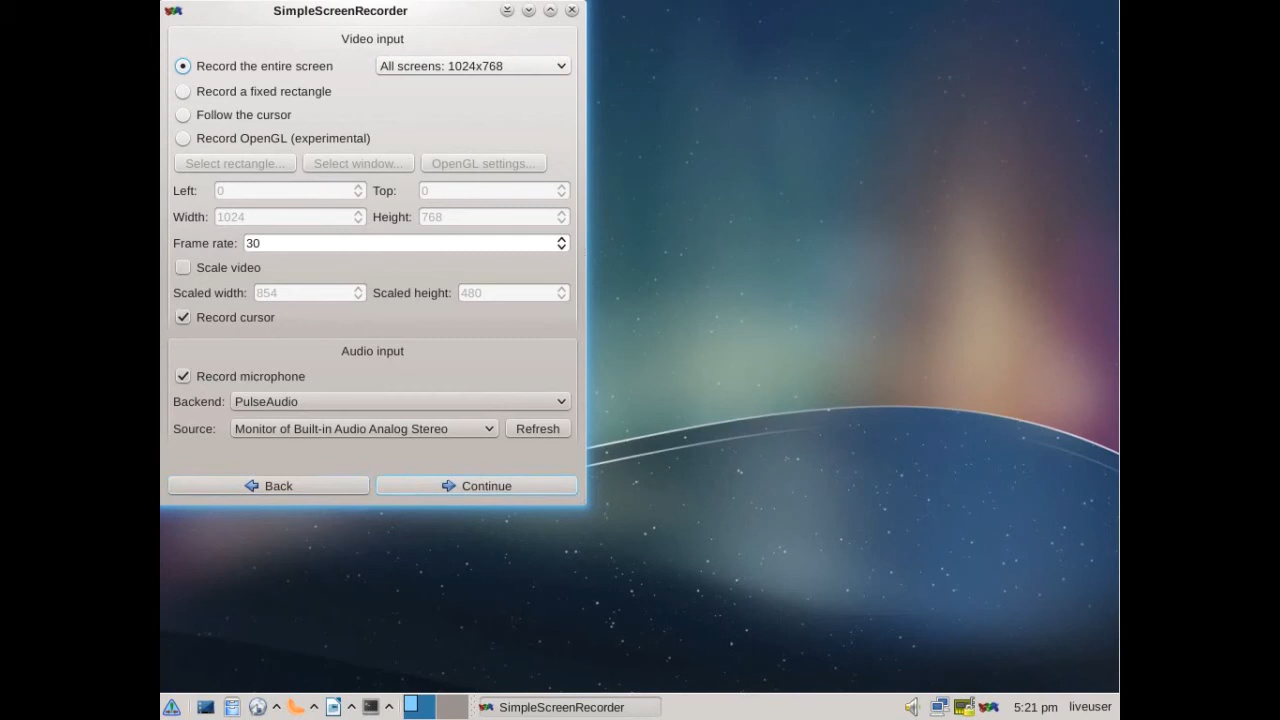 SimpleScreenRecorder
Video input
Record the entire screen All screens: 1024x768
Record a fixed rectangle
Follow the cursor
Record OpenGL (experimental)
Select rectangle... Select window... OpenGL settings...
Left: 0 Top: 0
Width: 1024 Height: 768
Frame rate: 30
Scale video
Scaled width: 854 Scaled height: 480
Record cursor
Audio input
Record microphone
Backend: PulseAudio
Source: Monitor of Built-in Audio Analog Stereo Refresh
Back Continue
SimpleScreenRecorder 5:21 pm liveuser